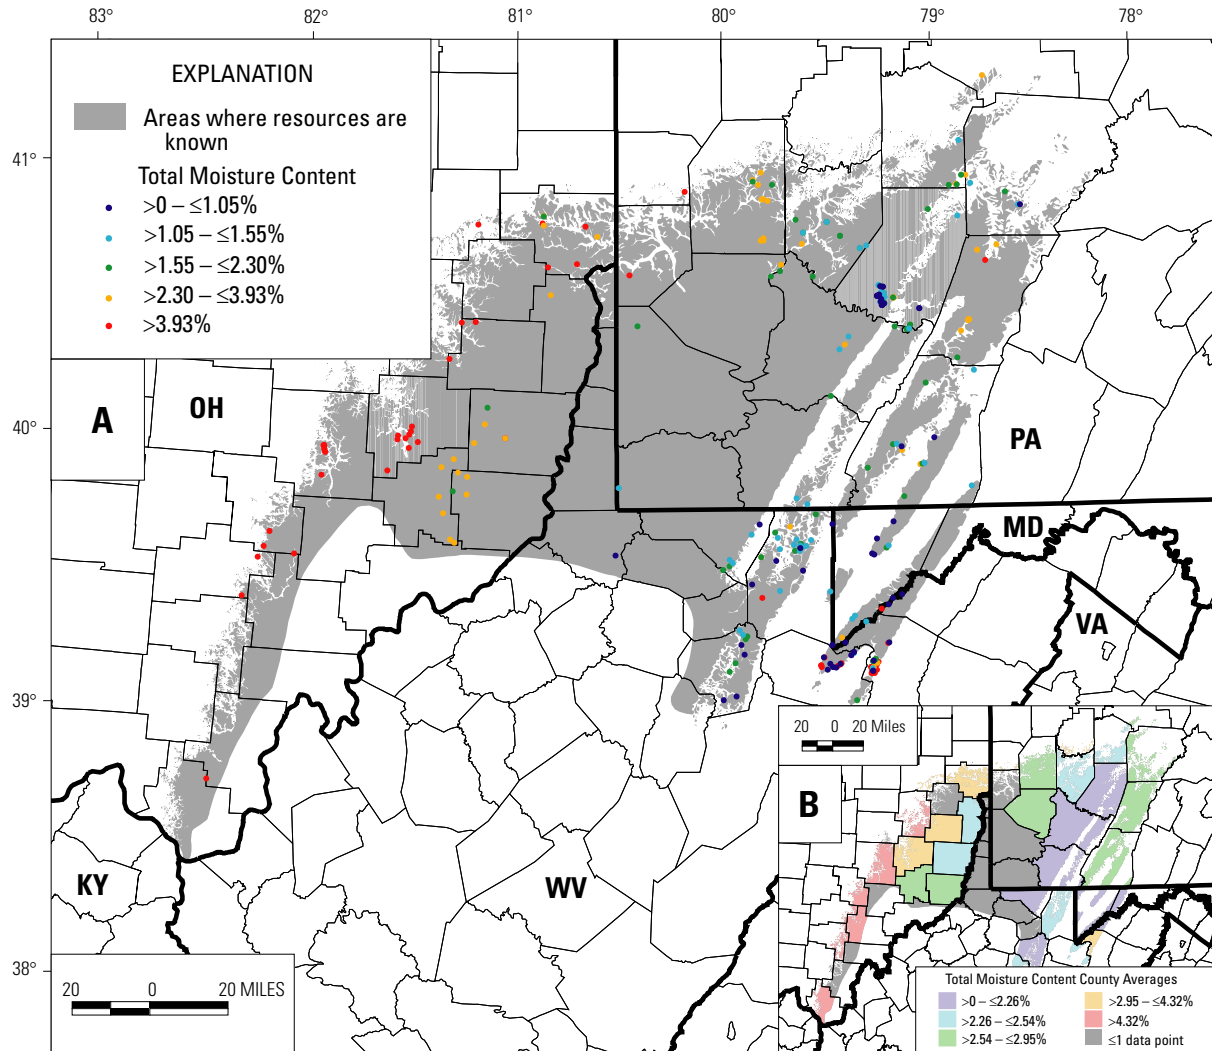 83° 82° 81° 80° 79° 78°
EXPLANATION
Areas where resources are
known
Total Moisture Content
>0 – ≤1.05%
>1.05 – ≤1.55%
>1.55 – ≤2.30%
>2.30 – ≤3.93%
>3.93%
41°
40°
39°
38°
A
OH
PA
MD
VA
WV
KY
20 0 20 MILES
20 0 20 Miles
B
Total Moisture Content County Averages
>0 – ≤2.26%
>2.26 – ≤2.54%
>2.54 – ≤2.95%
>2.95 – ≤4.32%
>4.32%
≤1 data point